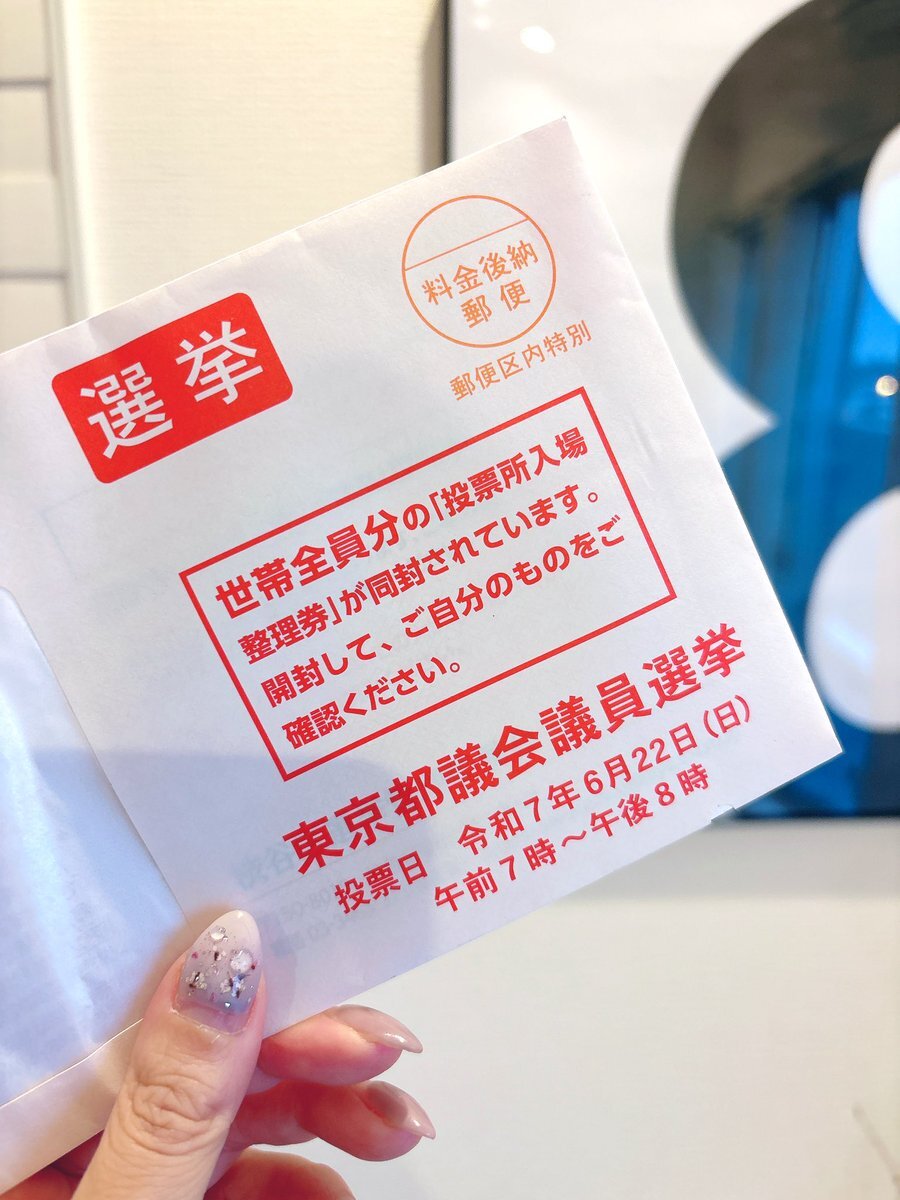 選挙
料金後納
郵便
郵便区内特別
世帯全員分の「投票所入場
整理券」が同封されています。
開封して、ご自分のものをご
確認ください。
東京都議会議員選挙
投票日 令和7年6月22日(日)
午前7時～午後8時